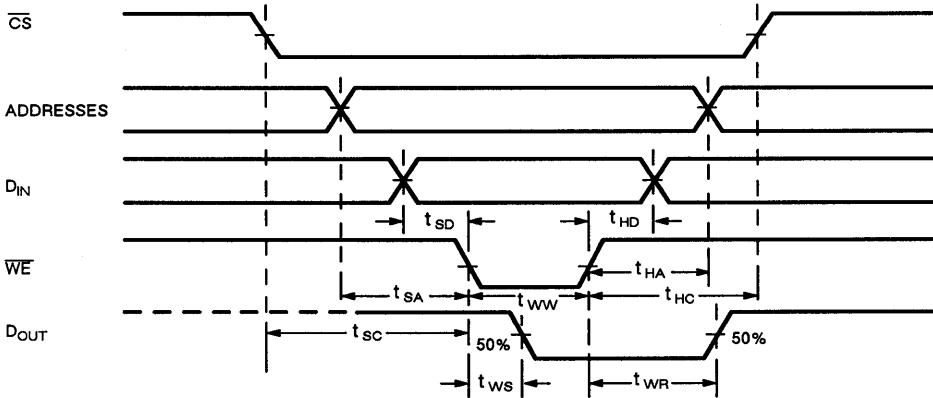 CS
ADDRESSES
DIN
tSD
tHD
WE
tHA
tSA
tWW
tHC
DOUT
tSC
50%
50%
tWS
tWR